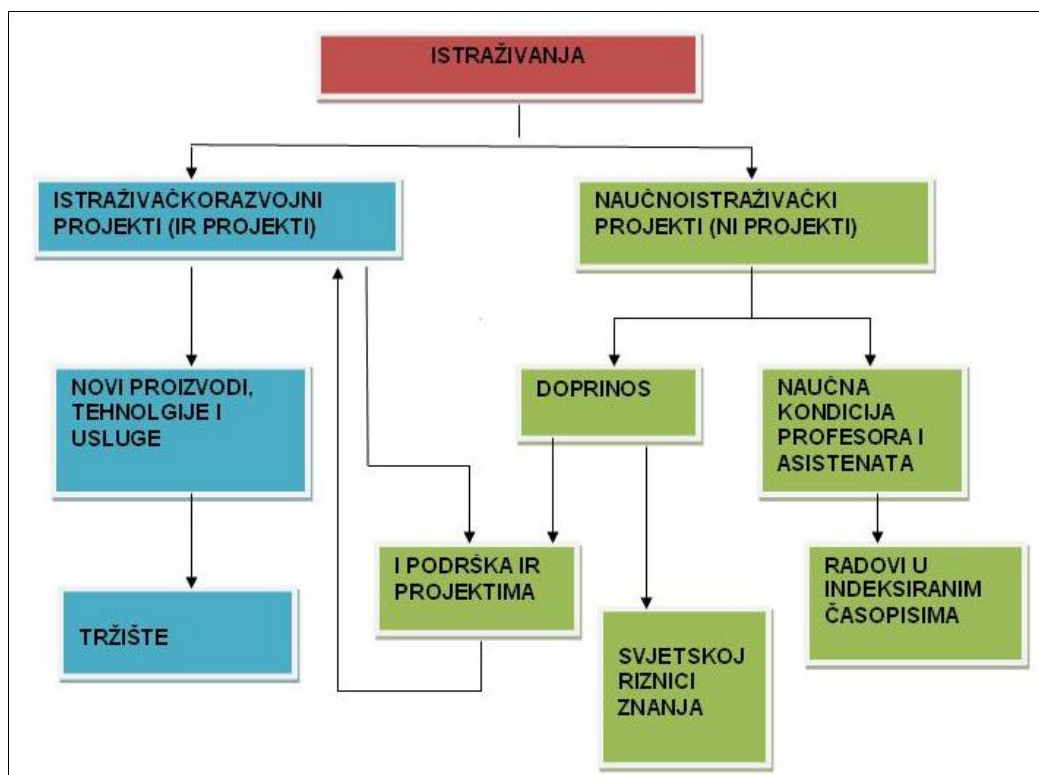 ISTRAŽIVANJA
ISTRAŽIVAČKORAZVOJNI
PROJEKTI (IR PROJEKTI)
NAUČNOISTRAŽIVAČKI
PROJEKTI (NI PROJEKTI)
NOVI PROIZVODI,
TEHNOLGIJE I
USLUGE
DOPRINOS
NAUČNA
KONDICIJA
PROFESORA I
ASISTENATA
I PODRŠKA IR
PROJEKTIMA
RADOVI U
INDEKSIRANIM
ČASOPISIMA
TRŽIŠTE
SVJETSKOJ
RIZNICI
ZNANJA